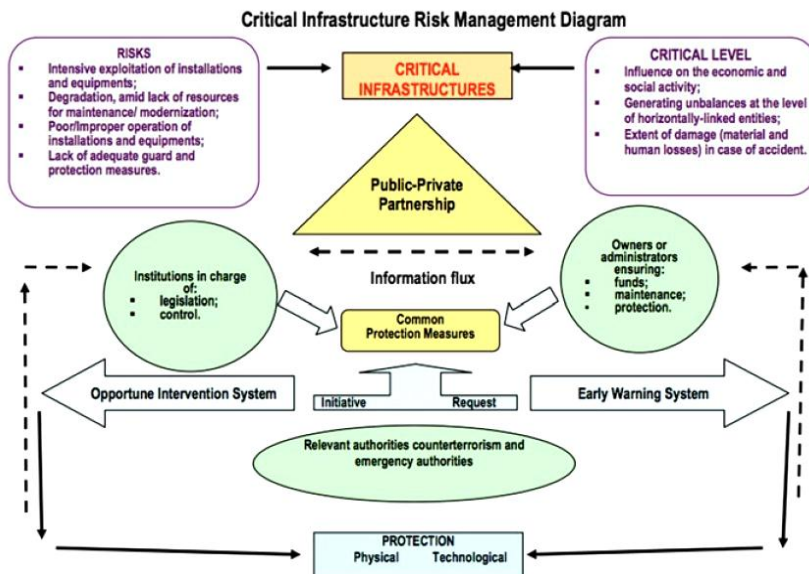 Critical Infrastructure Risk Management Diagram
RISKS
▪ Intensive exploitation of installations
and equipments;
▪ Degradation, amid lack of resources
for maintenance/ modernization;
▪ Poor/Improper operation of
installations and equipments;
▪ Lack of adequate guard and
protection measures.
CRITICAL
INFRASTRUCTURES
CRITICAL LEVEL
▪ Influence on the economic and
social activity;
▪ Generating unbalances at the level
of horizontally-linked entities;
▪ Extent of damage (material and
human losses) in case of accident.
Public-Private
Partnership
Institutions in charge
of:
▪ legislation;
▪ control.
Information flux
Owners or
administrators
ensuring:
▪ funds;
▪ maintenance;
▪ protection.
Common
Protection Measures
Opportune Intervention System
Initiative Request
Early Warning System
Relevant authorities counterterrorism and
emergency authorities
PROTECTION
Physical Technological